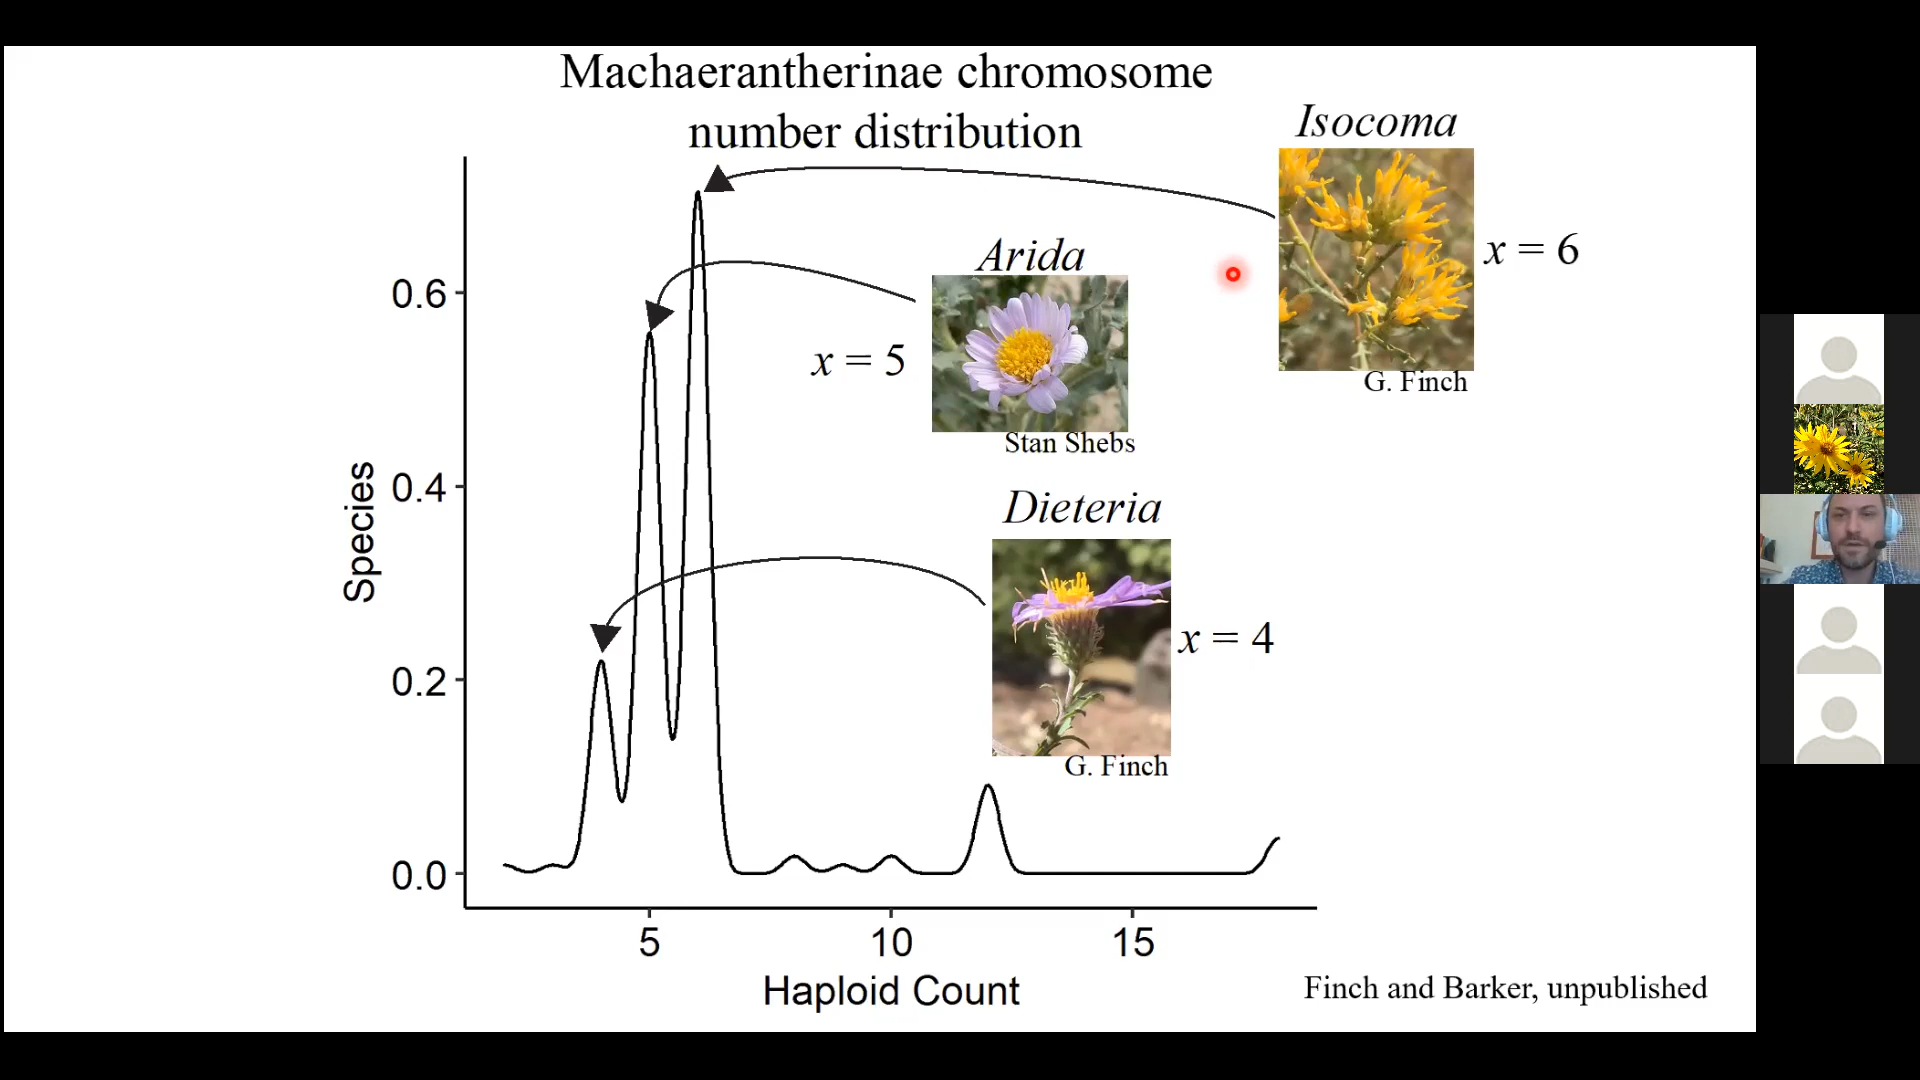 Machaerantherinae chromosome
number distribution
Isocoma
x = 6
G. Finch
Arida
x = 5
Stan Shebs
Dieteria
x = 4
G. Finch
Species
0.6
0.4
0.2
0.0
5 10 15
Haploid Count
Finch and Barker, unpublished